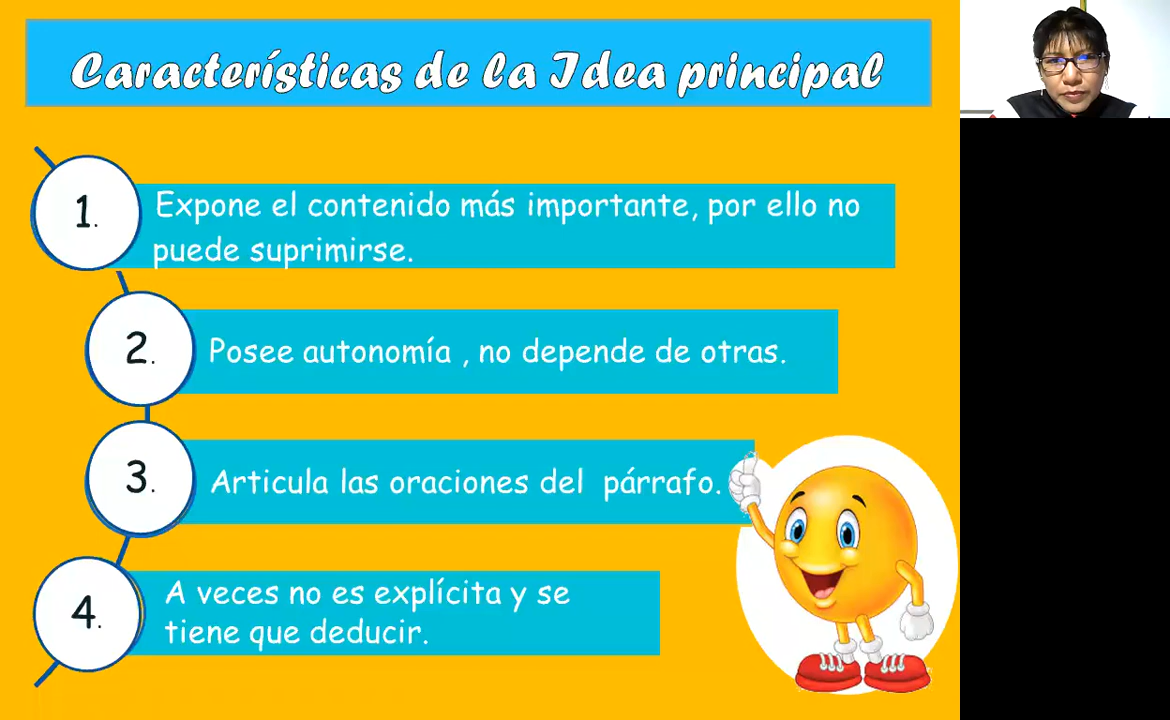 Características de la Idea principal
1.
Expone el contenido más importante, por ello no
puede suprimirse.
2.
Posee autonomía , no depende de otras.
3.
Articula las oraciones del párrafo.
4.
A veces no es explícita y se
tiene que deducir.